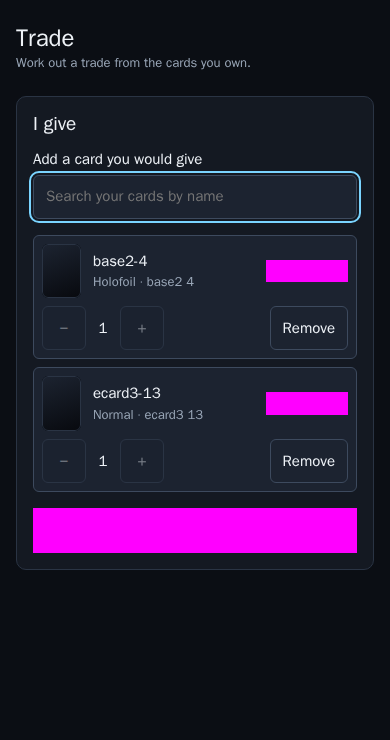 Trade
Work out a trade from the cards you own.
I give
Add a card you would give
Search your cards by name
base2-4
Holofoil · base2 4
− 1 + Remove
ecard3-13
Normal · ecard3 13
− 1 + Remove